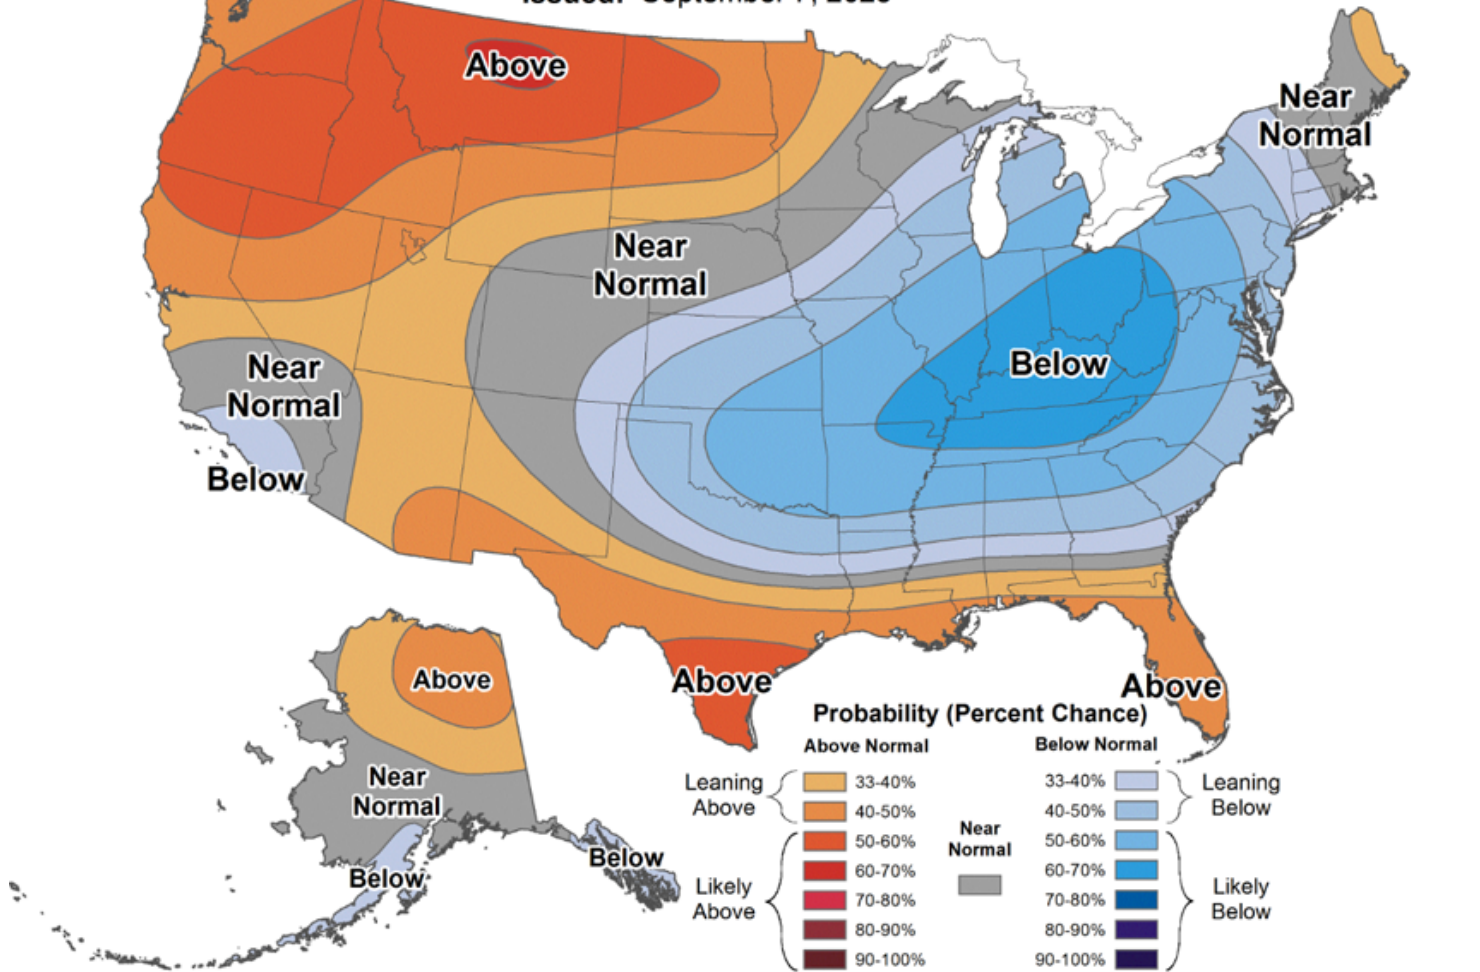 Above
Near
Normal
Near
Normal
Near
Normal
Below
Below
Above
Above
Above
Near
Normal
Below
Below
Probability (Percent Chance)
Above Normal
Below Normal
Leaning
Above
33-40%
40-50%
50-60%
60-70%
70-80%
80-90%
90-100%
Likely
Above
Near
Normal
33-40%
40-50%
50-60%
60-70%
70-80%
80-90%
90-100%
Leaning
Below
Likely
Below